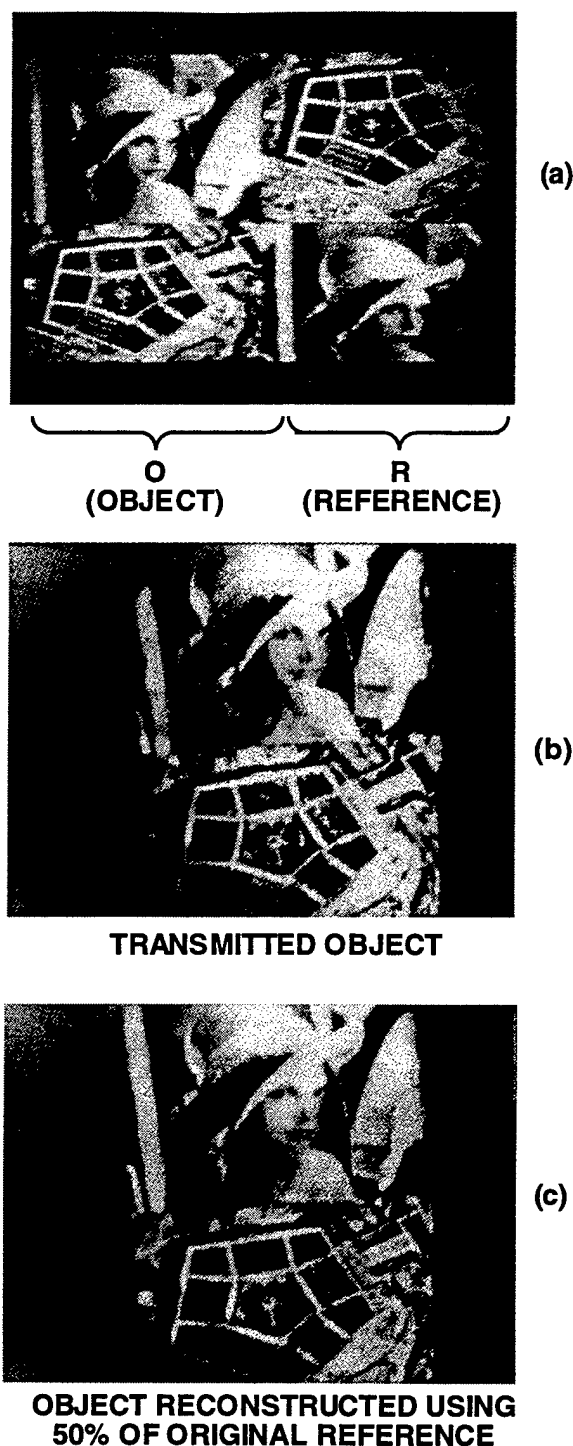 (a)
O R
(OBJECT) (REFERENCE)
(b)
TRANSMITTED OBJECT
(c)
OBJECT RECONSTRUCTED USING
50% OF ORIGINAL REFERENCE